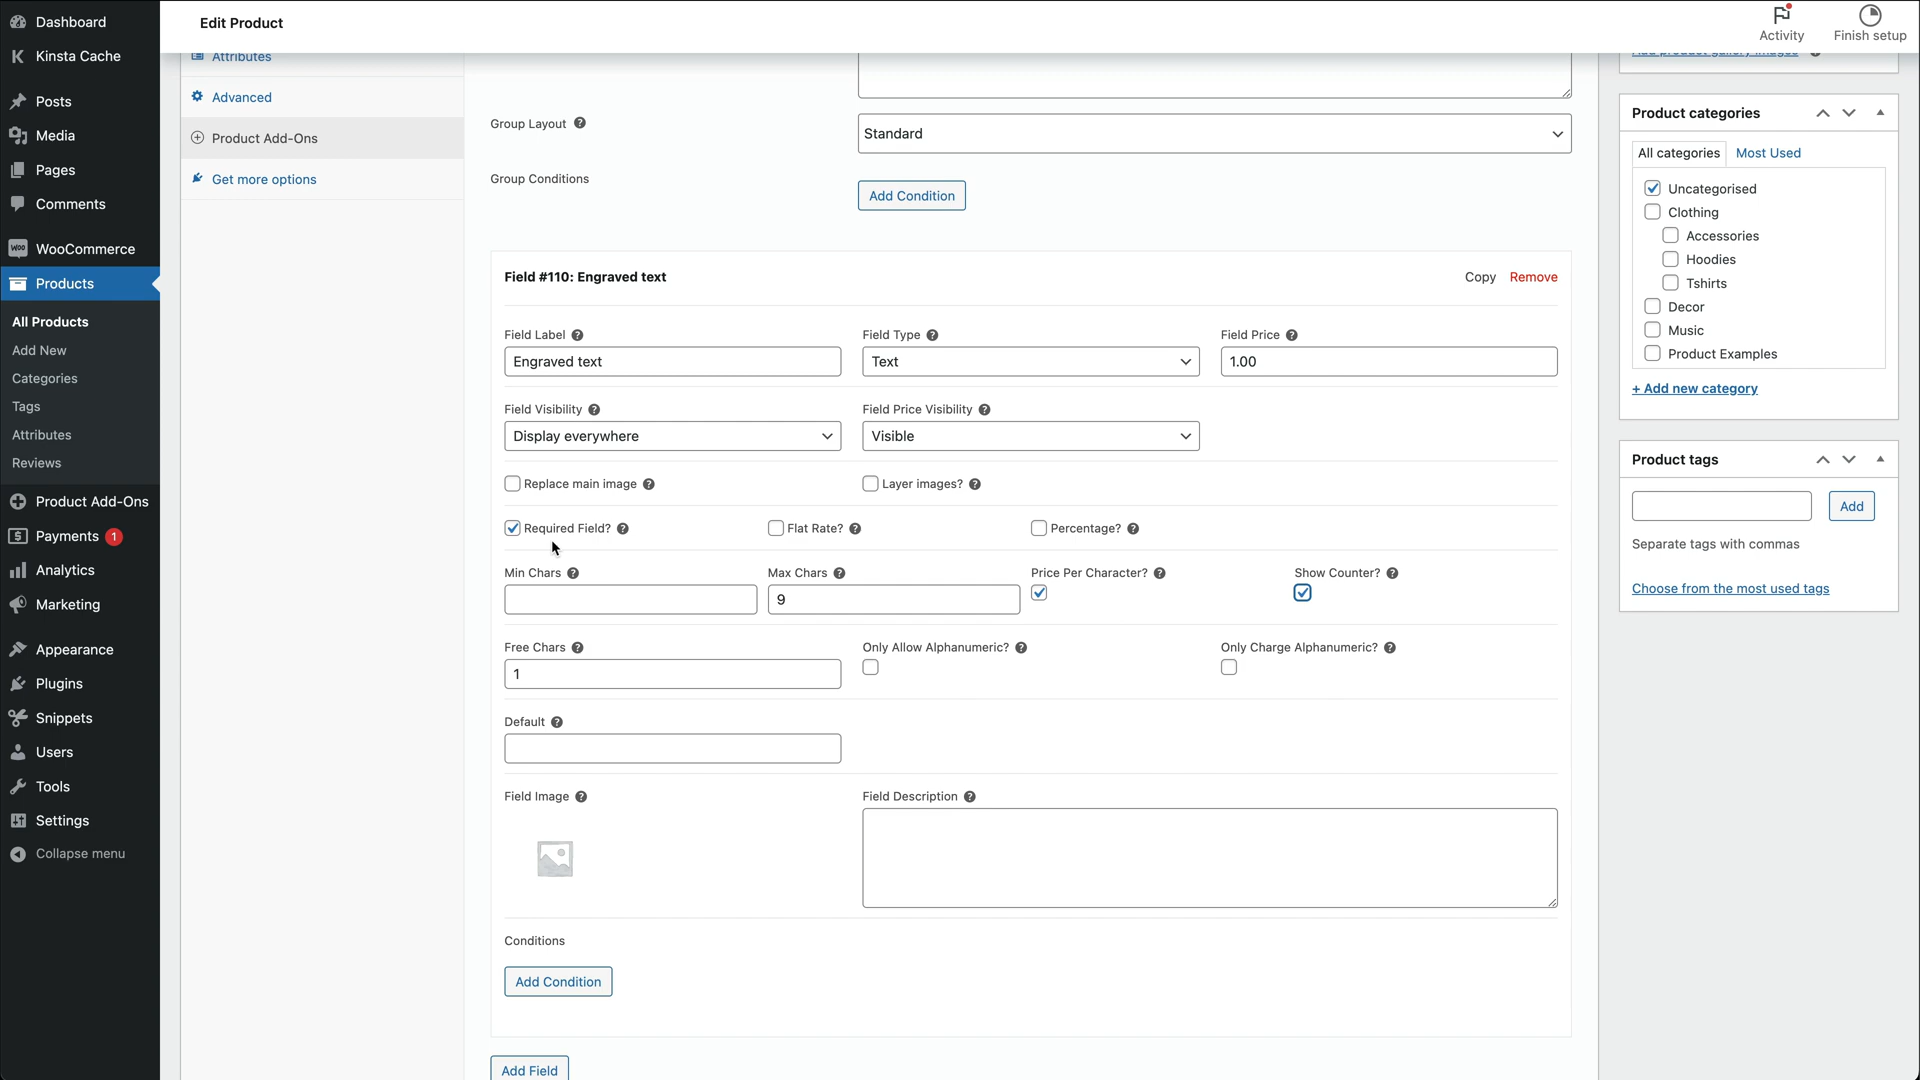 Dashboard
Kinsta Cache
Posts
Media
Pages
Comments
WooCommerce
Products
All Products
Add New
Categories
Tags
Attributes
Reviews
Product Add-Ons
Payments 1
Analytics
Marketing
Appearance
Plugins
Snippets
Users
Tools
Settings
Collapse menu
Edit Product
Activity
Finish setup
Attributes
Advanced
Product Add-Ons
Get more options
Group Layout
Standard
Group Conditions
Add Condition
Field #110: Engraved text
Copy Remove
Field Label Field Type Field Price
Engraved text Text 1.00
Field Visibility Field Price Visibility
Display everywhere Visible
Replace main image Layer images?
Required Field? Flat Rate? Percentage?
Min Chars Max Chars Price Per Character? Show Counter?
9
Free Chars Only Allow Alphanumeric? Only Charge Alphanumeric?
1
Default
Field Image Field Description
Conditions
Add Condition
Add Field
Add product gallery images
Product categories
All categories Most Used
Uncategorised
Clothing
Accessories
Hoodies
Tshirts
Decor
Music
Product Examples
+ Add new category
Product tags
Add
Separate tags with commas
Choose from the most used tags